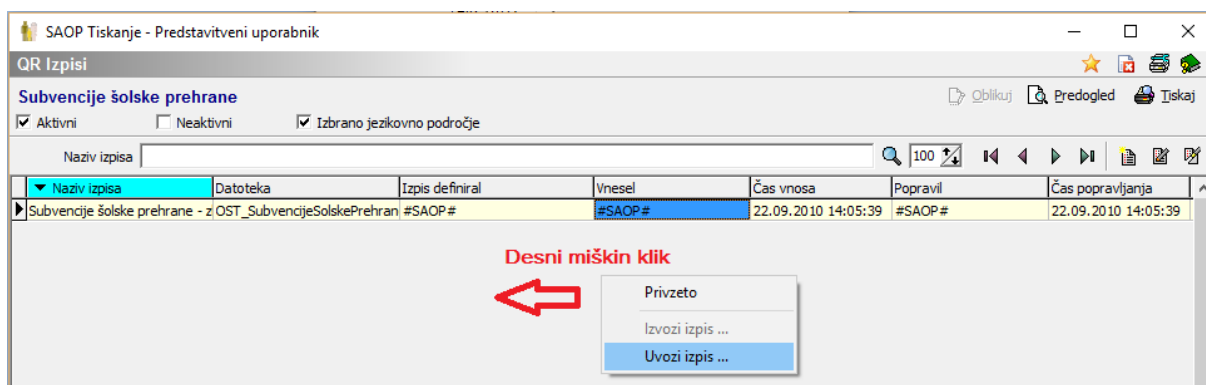 SAOP Tiskanje - Predstavitveni uporabnik
QR Izpisi
Subvencije šolske prehrane
Oblikuj Predogled Tiskaj
Aktivni Neaktivni Izbrano jezikovno področje
Naziv izpisa 100
Naziv izpisa Datoteka Izpis definiral Vnesel Čas vnosa Popravil Čas popravljanja
Subvencije šolske prehrane - z OST_SubvencijeSolskePrehran #SAOP# #SAOP# 22.09.2010 14:05:39 #SAOP# 22.09.2010 14:05:39
Desni miškin klik
Privzeto
Izvozi izpis ...
Uvozi izpis ...